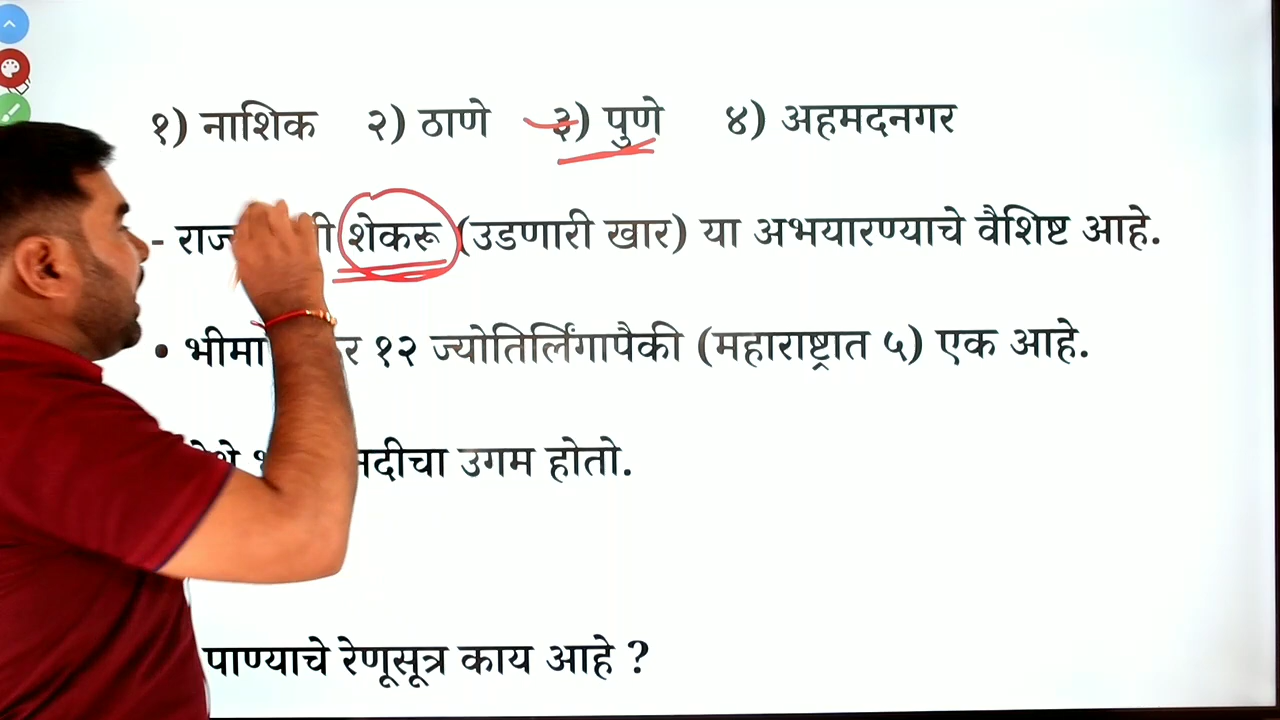 १) नाशिक २) ठाणे ३) पुणे ४) अहमदनगर
- शेकरू (उडणारी खार) या अभयारण्याचे वैशिष्ट आहे.
• १२ ज्योतिर्लिंगापैकी (महाराष्ट्रात ५) एक आहे.
नदीचा उगम होतो.
पाण्याचे रेणूसूत्र काय आहे ?